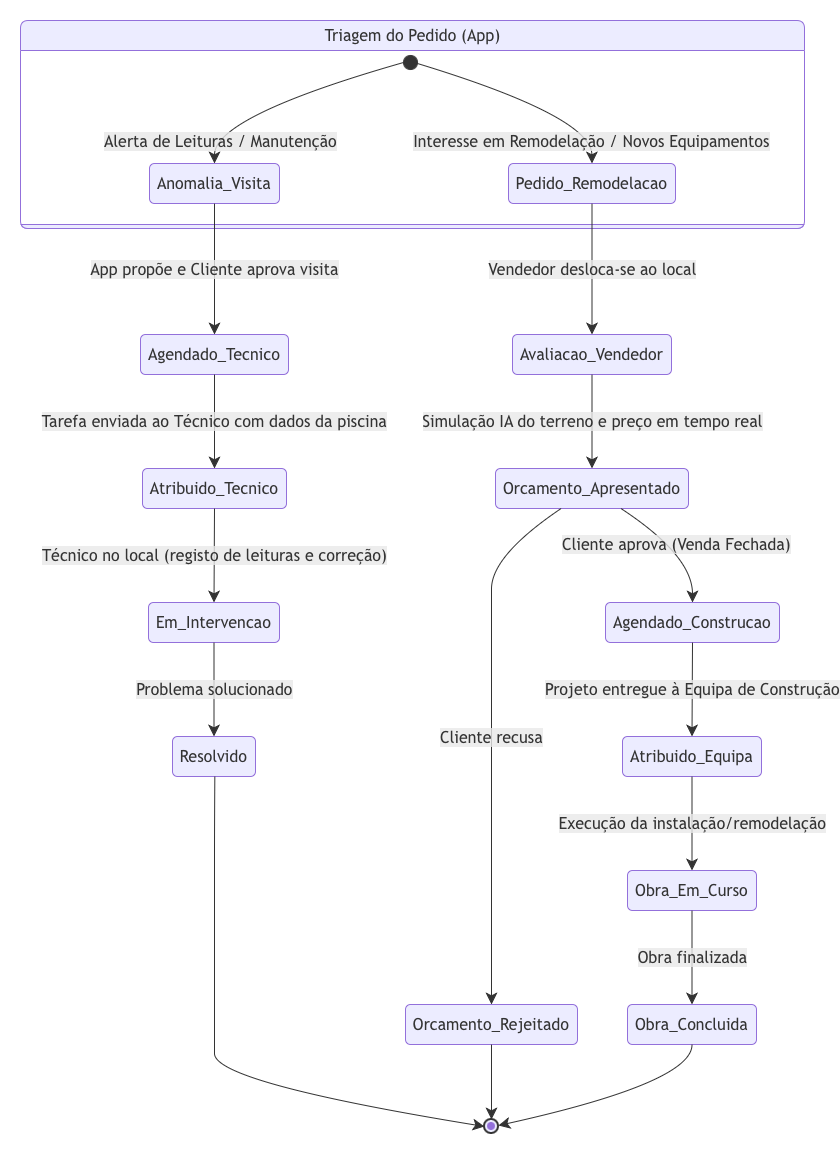 Triagem do Pedido (App)
Alerta de Leituras / Manutenção
Interesse em Remodelação / Novos Equipamentos
Anomalia_Visita
Pedido_Remodelacao
App propõe e Cliente aprova visita
Vendedor desloca-se ao local
Agendado_Tecnico
Avaliacao_Vendedor
Tarefa enviada ao Técnico com dados da piscina
Simulação IA do terreno e preço em tempo real
Atribuido_Tecnico
Orcamento_Apresentado
Técnico no local (registo de leituras e correção)
Cliente aprova (Venda Fechada)
Em_Intervencao
Agendado_Construcao
Problema solucionado
Projeto entregue à Equipa de Construção
Cliente recusa
Resolvido
Atribuido_Equipa
Execução da instalação/remodelação
Obra_Em_Curso
Obra finalizada
Orcamento_Rejeitado
Obra_Concluida